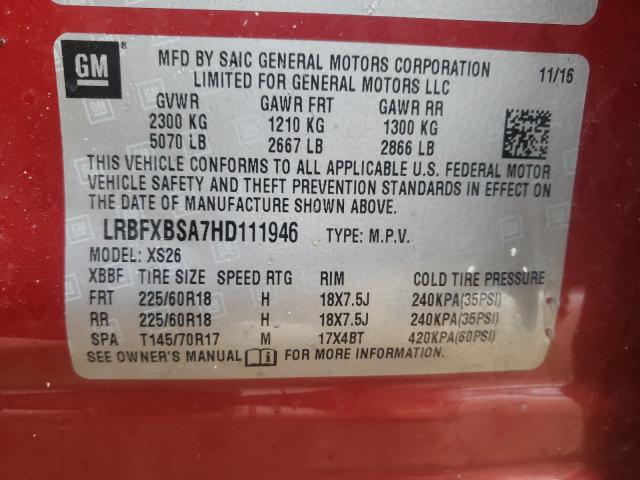 GM
MFD BY SAIC GENERAL MOTORS CORPORATION
LIMITED FOR GENERAL MOTORS LLC
11/16
GVWR GAWR FRT GAWR RR
2300 KG 1210 KG 1300 KG
5070 LB 2667 LB 2866 LB
THIS VEHICLE CONFORMS TO ALL APPLICABLE U.S. FEDERAL MOTOR
VEHICLE SAFETY AND THEFT PREVENTION STANDARDS IN EFFECT ON
THE DATE OF MANUFACTURE SHOWN ABOVE.
LRBFXBSA7HD111946 TYPE: M.P.V.
MODEL: XS26
XBBF TIRE SIZE SPEED RTG RIM COLD TIRE PRESSURE
FRT 225/60R18 H 18X7.5J 240KPA(35PSI)
RR 225/60R18 H 18X7.5J 240KPA(35PSI)
SPA T145/70R17 M 17X4BT 420KPA(60PSI)
SEE OWNER'S MANUAL FOR MORE INFORMATION.